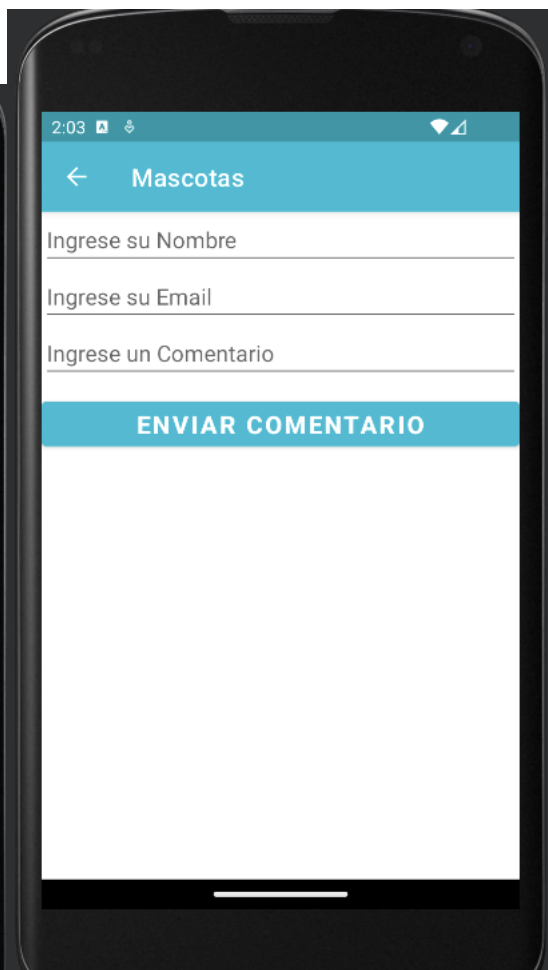 2:03
Mascotas
Ingrese su Nombre
Ingrese su Email
Ingrese un Comentario
ENVIAR COMENTARIO